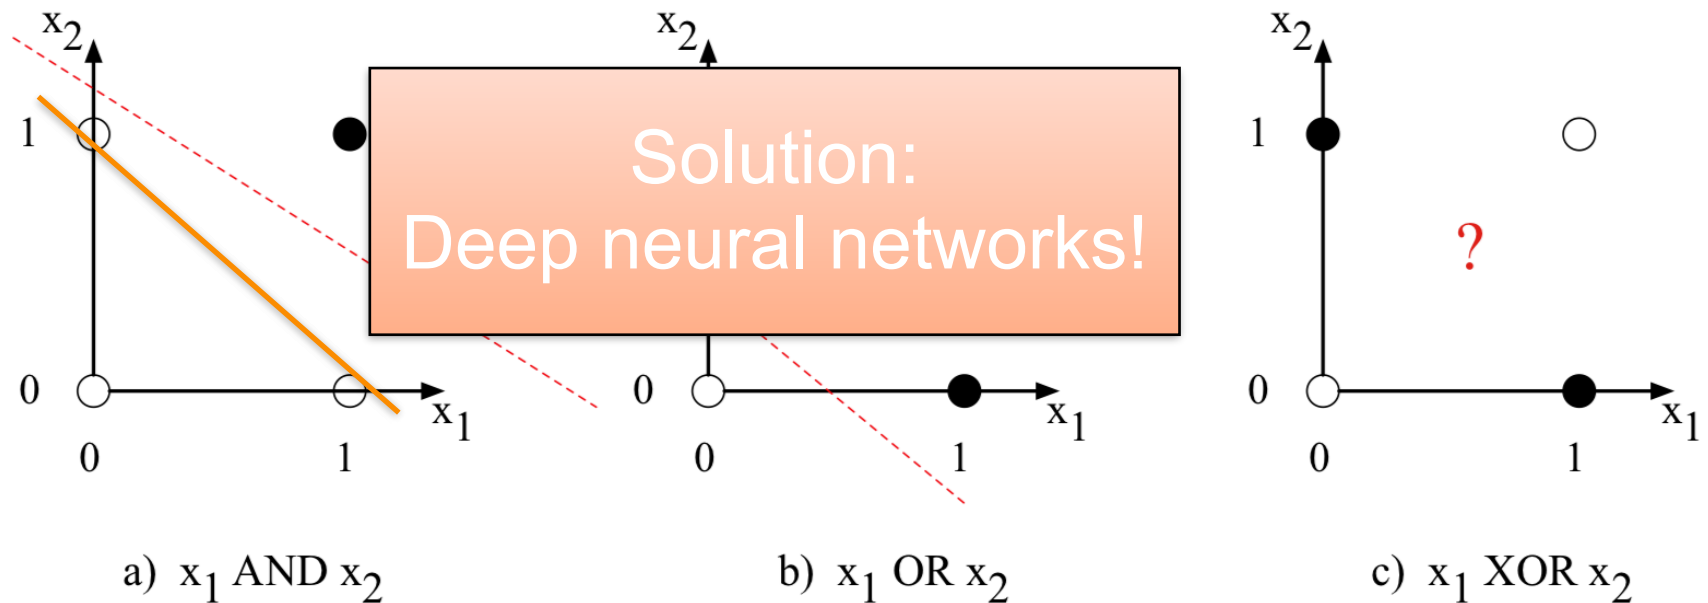 x2
x2
x2
1
1
Solution:
Deep neural networks!
?
0
0
0
x1
x1
x1
0
1
0
1
0
1
a) x1 AND x2
b) x1 OR x2
c) x1 XOR x2